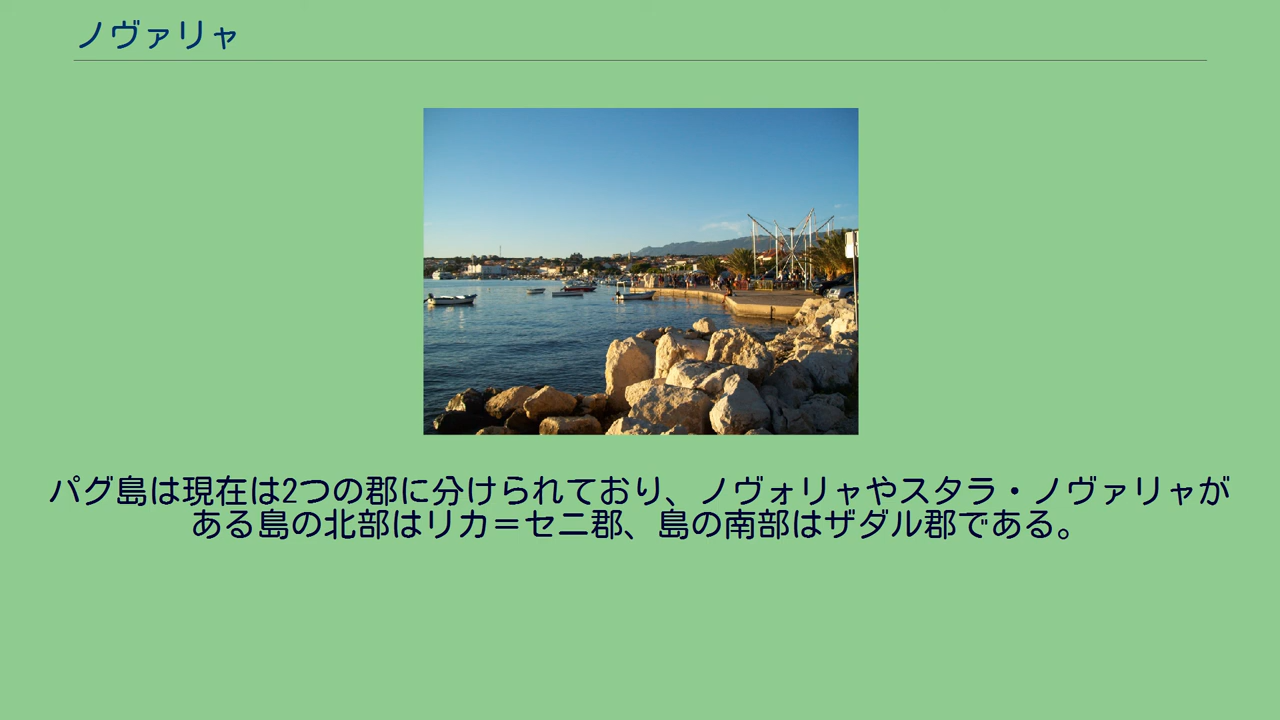 ノヴァリャ
パグ島は現在は2つの郡に分けられており、ノヴォリャやスタラ・ノヴァリャが
ある島の北部はリカ＝セニ郡、島の南部はザダル郡である。